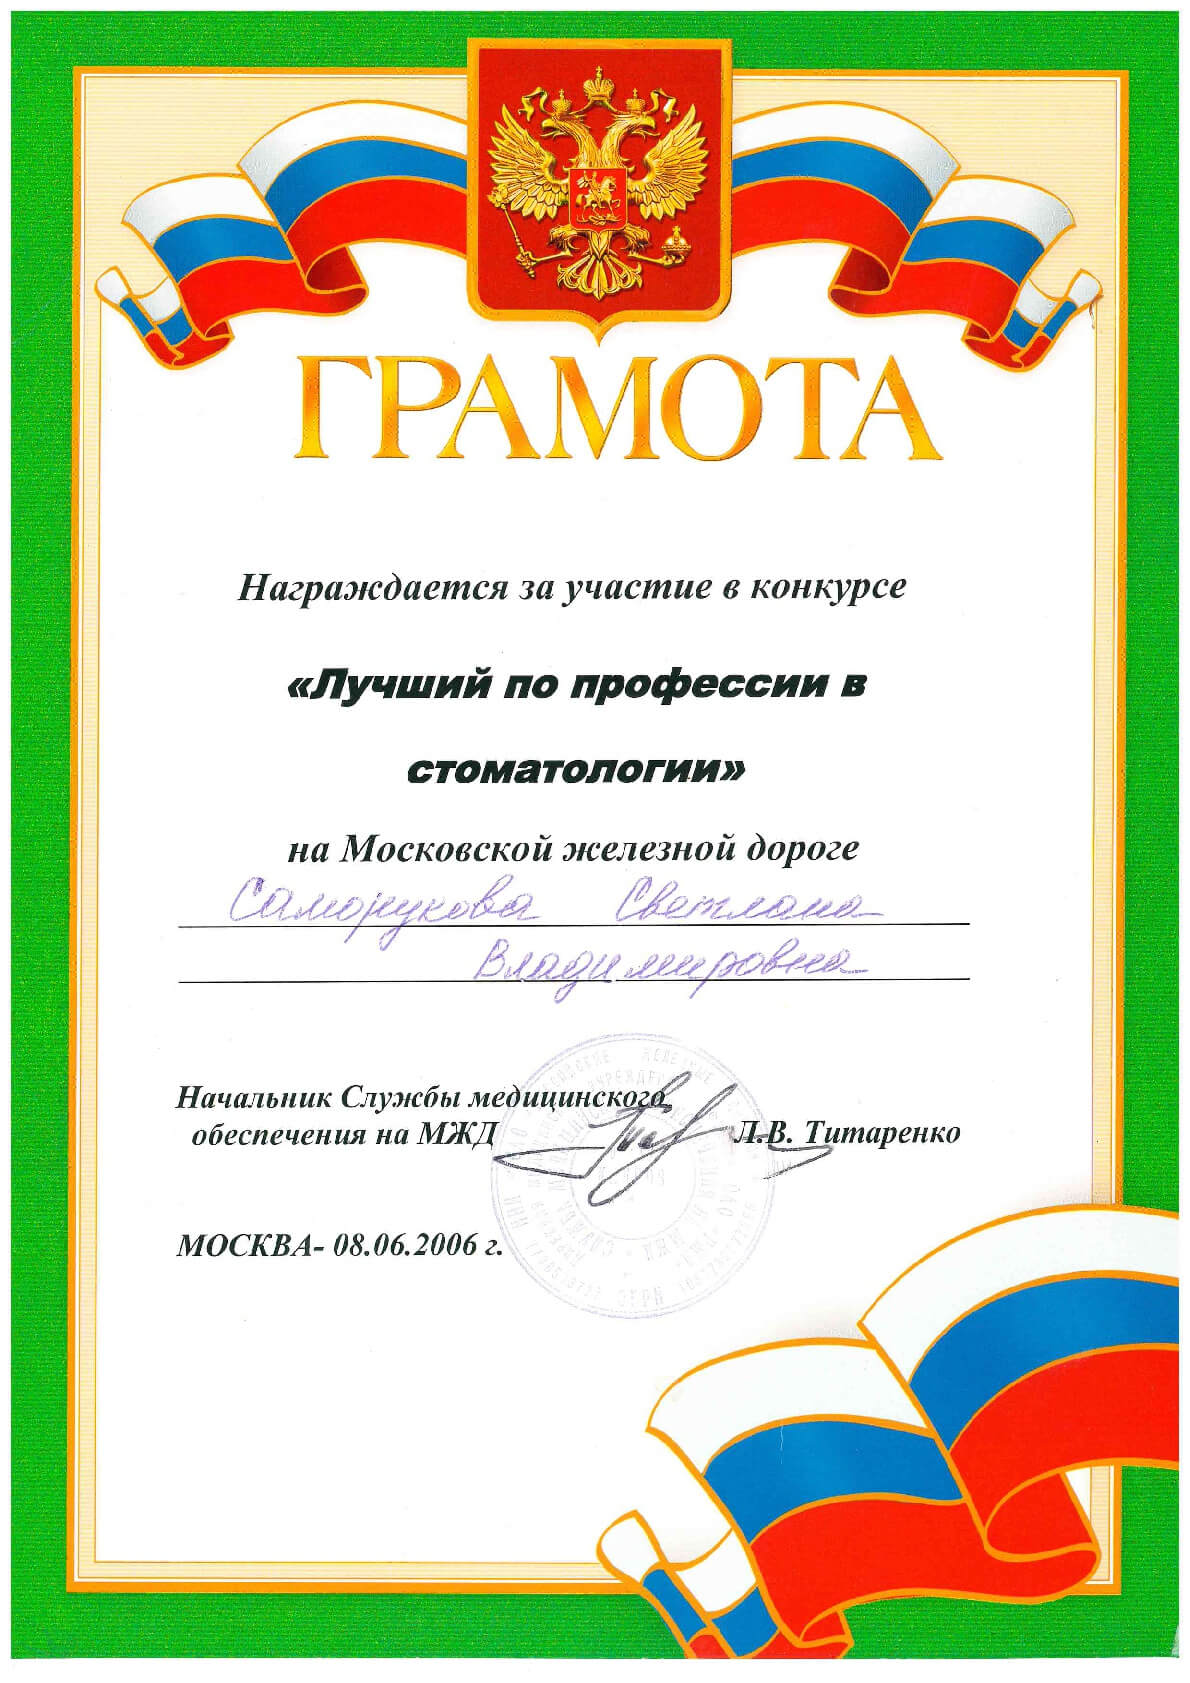 ГРАМОТА
Награждается за участие в конкурсе
«Лучший по профессии в
стоматологии»
на Московской железной дороге
Саморукова Светлана
Владимировна
Начальник Службы медицинского
обеспечения на МЖД Л.В. Титаренко
МОСКВА- 08.06.2006 г.